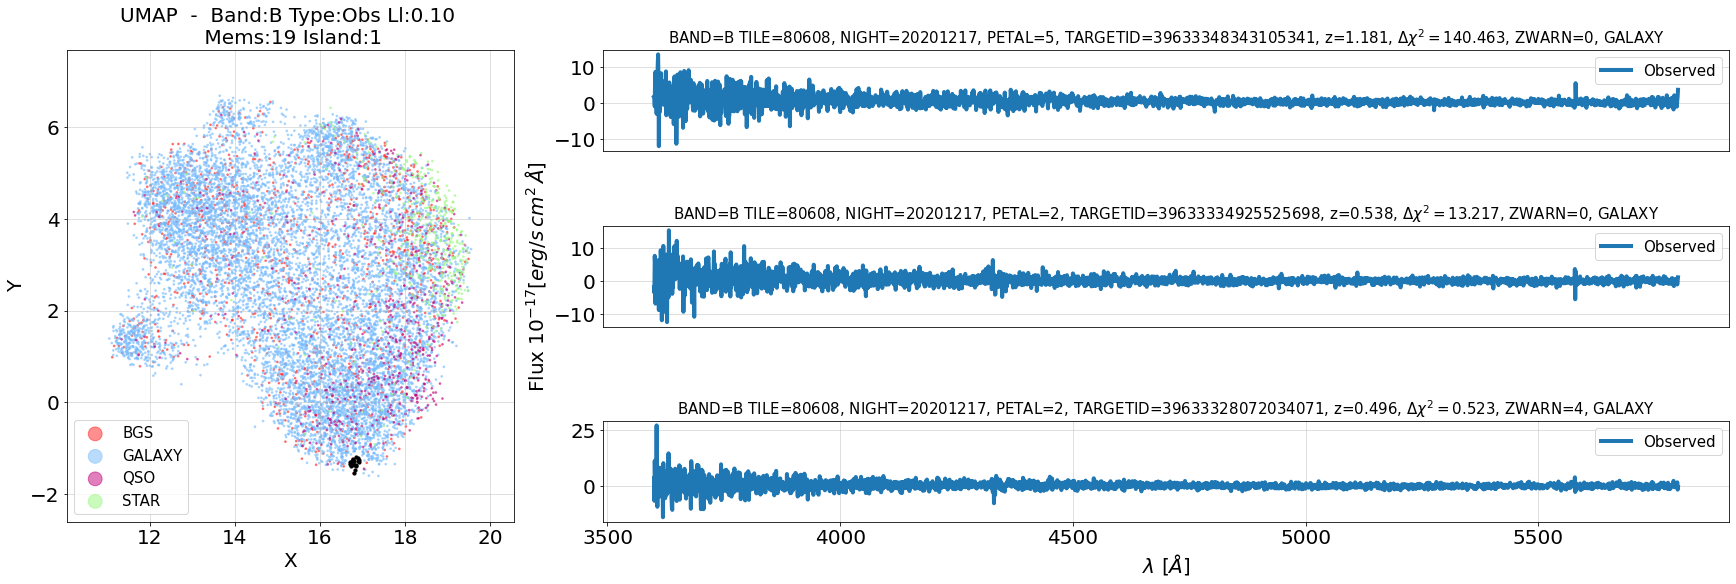 UMAP  -  Band:B Type:Obs Ll:0.10
Mems:19 Island:1
Y
6
4
2
0
−2
BGS
GALAXY
QSO
STAR
12 14 16 18 20
X
Flux 10⁻¹⁷[erg/s cm² Å]
BAND=B TILE=80608, NIGHT=20201217, PETAL=5, TARGETID=39633348343105341, z=1.181, Δχ² = 140.463, ZWARN=0, GALAXY
10
0
−10
Observed
BAND=B TILE=80608, NIGHT=20201217, PETAL=2, TARGETID=39633334925525698, z=0.538, Δχ² = 13.217, ZWARN=0, GALAXY
10
0
−10
Observed
BAND=B TILE=80608, NIGHT=20201217, PETAL=2, TARGETID=39633328072034071, z=0.496, Δχ² = 0.523, ZWARN=4, GALAXY
25
0
Observed
3500 4000 4500 5000 5500
λ [Å]